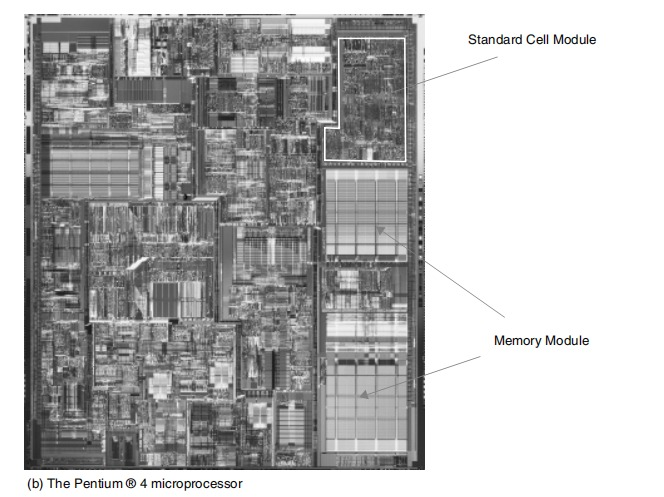 Standard Cell Module
Memory Module
(b) The Pentium ® 4 microprocessor